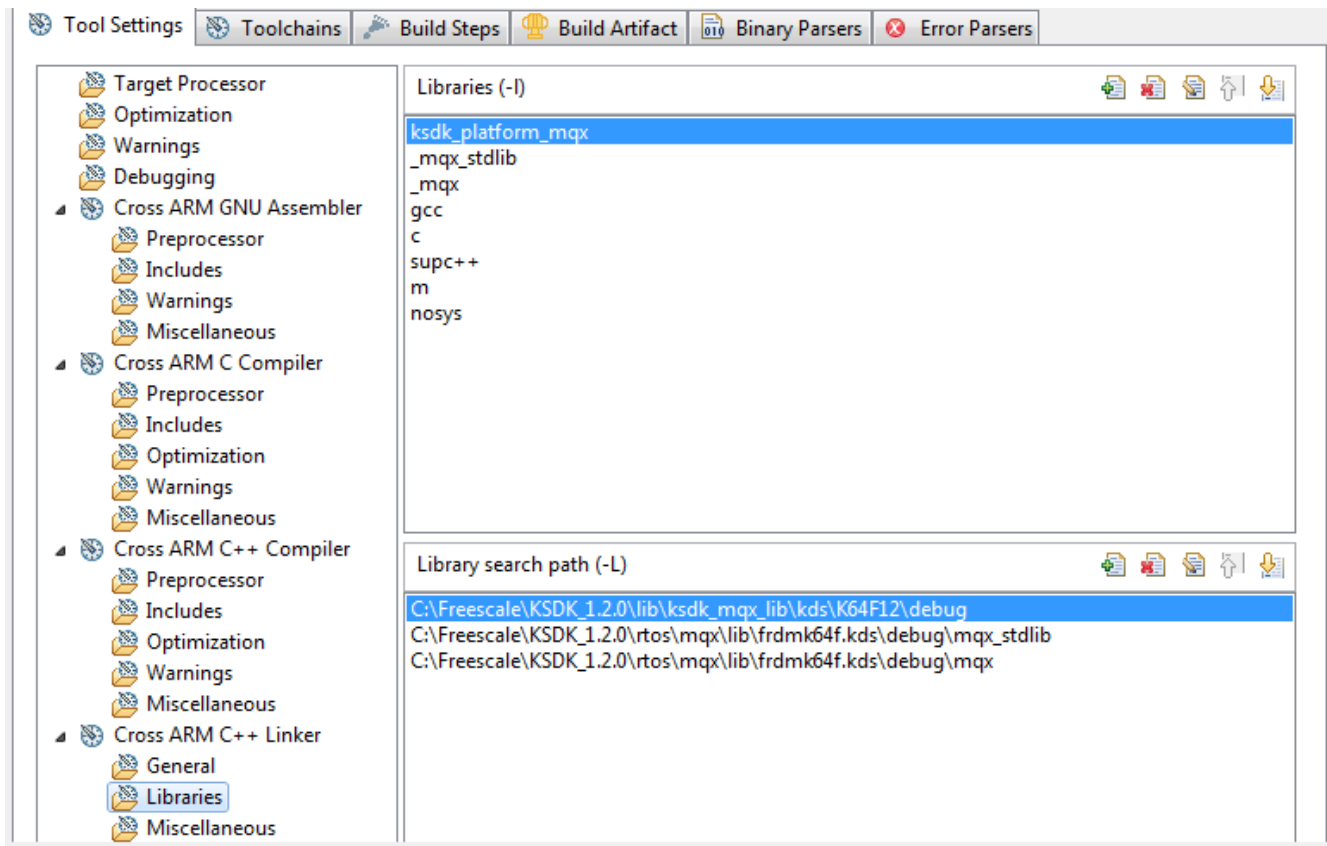 Tool Settings Toolchains Build Steps Build Artifact Binary Parsers Error Parsers
Target Processor
Optimization
Warnings
Debugging
Cross ARM GNU Assembler
Preprocessor
Includes
Warnings
Miscellaneous
Cross ARM C Compiler
Preprocessor
Includes
Optimization
Warnings
Miscellaneous
Cross ARM C++ Compiler
Preprocessor
Includes
Optimization
Warnings
Miscellaneous
Cross ARM C++ Linker
General
Libraries
Miscellaneous
Libraries (-l)
ksdk_platform_mqx
_mqx_stdlib
_mqx
gcc
c
supc++
m
nosys
Library search path (-L)
C:\Freescale\KSDK_1.2.0\lib\ksdk_mqx_lib\kds\K64F12\debug
C:\Freescale\KSDK_1.2.0\rtos\mqx\lib\frdmk64f.kds\debug\mqx_stdlib
C:\Freescale\KSDK_1.2.0\rtos\mqx\lib\frdmk64f.kds\debug\mqx